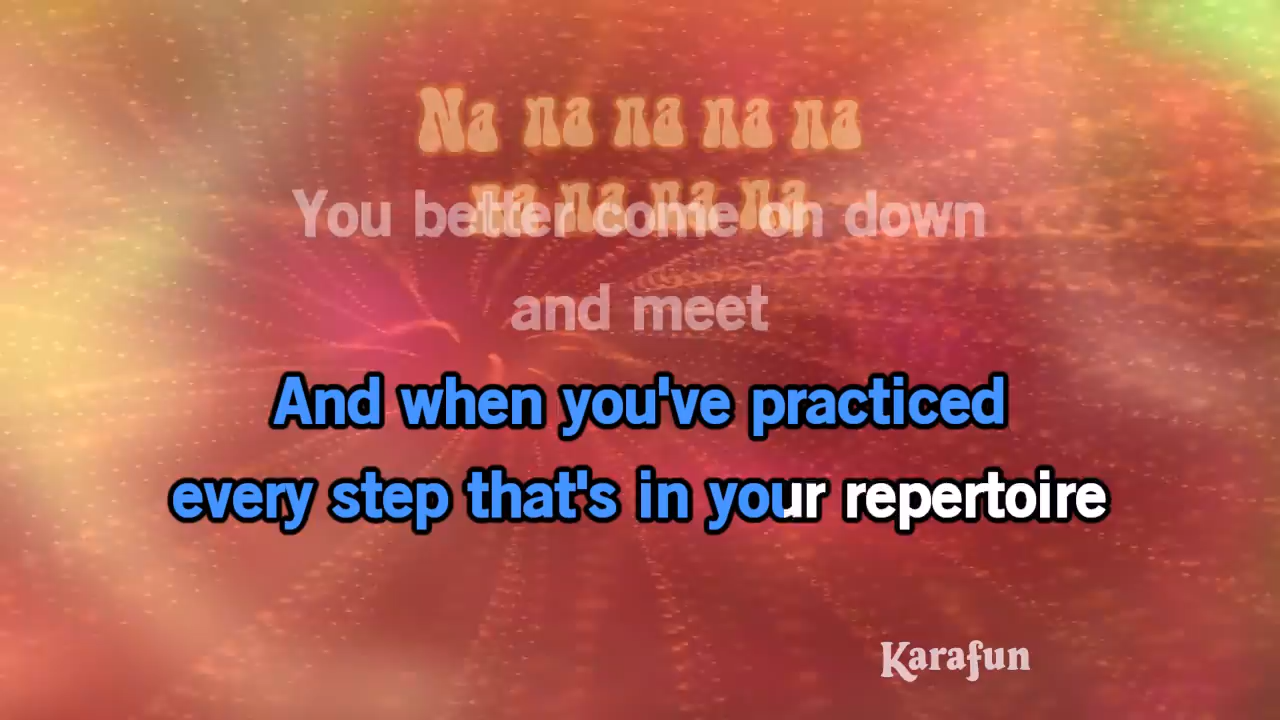 Na na na na na
na na na na
You better come on down
and meet
And when you've practiced
every step that's in your repertoire
Karafun